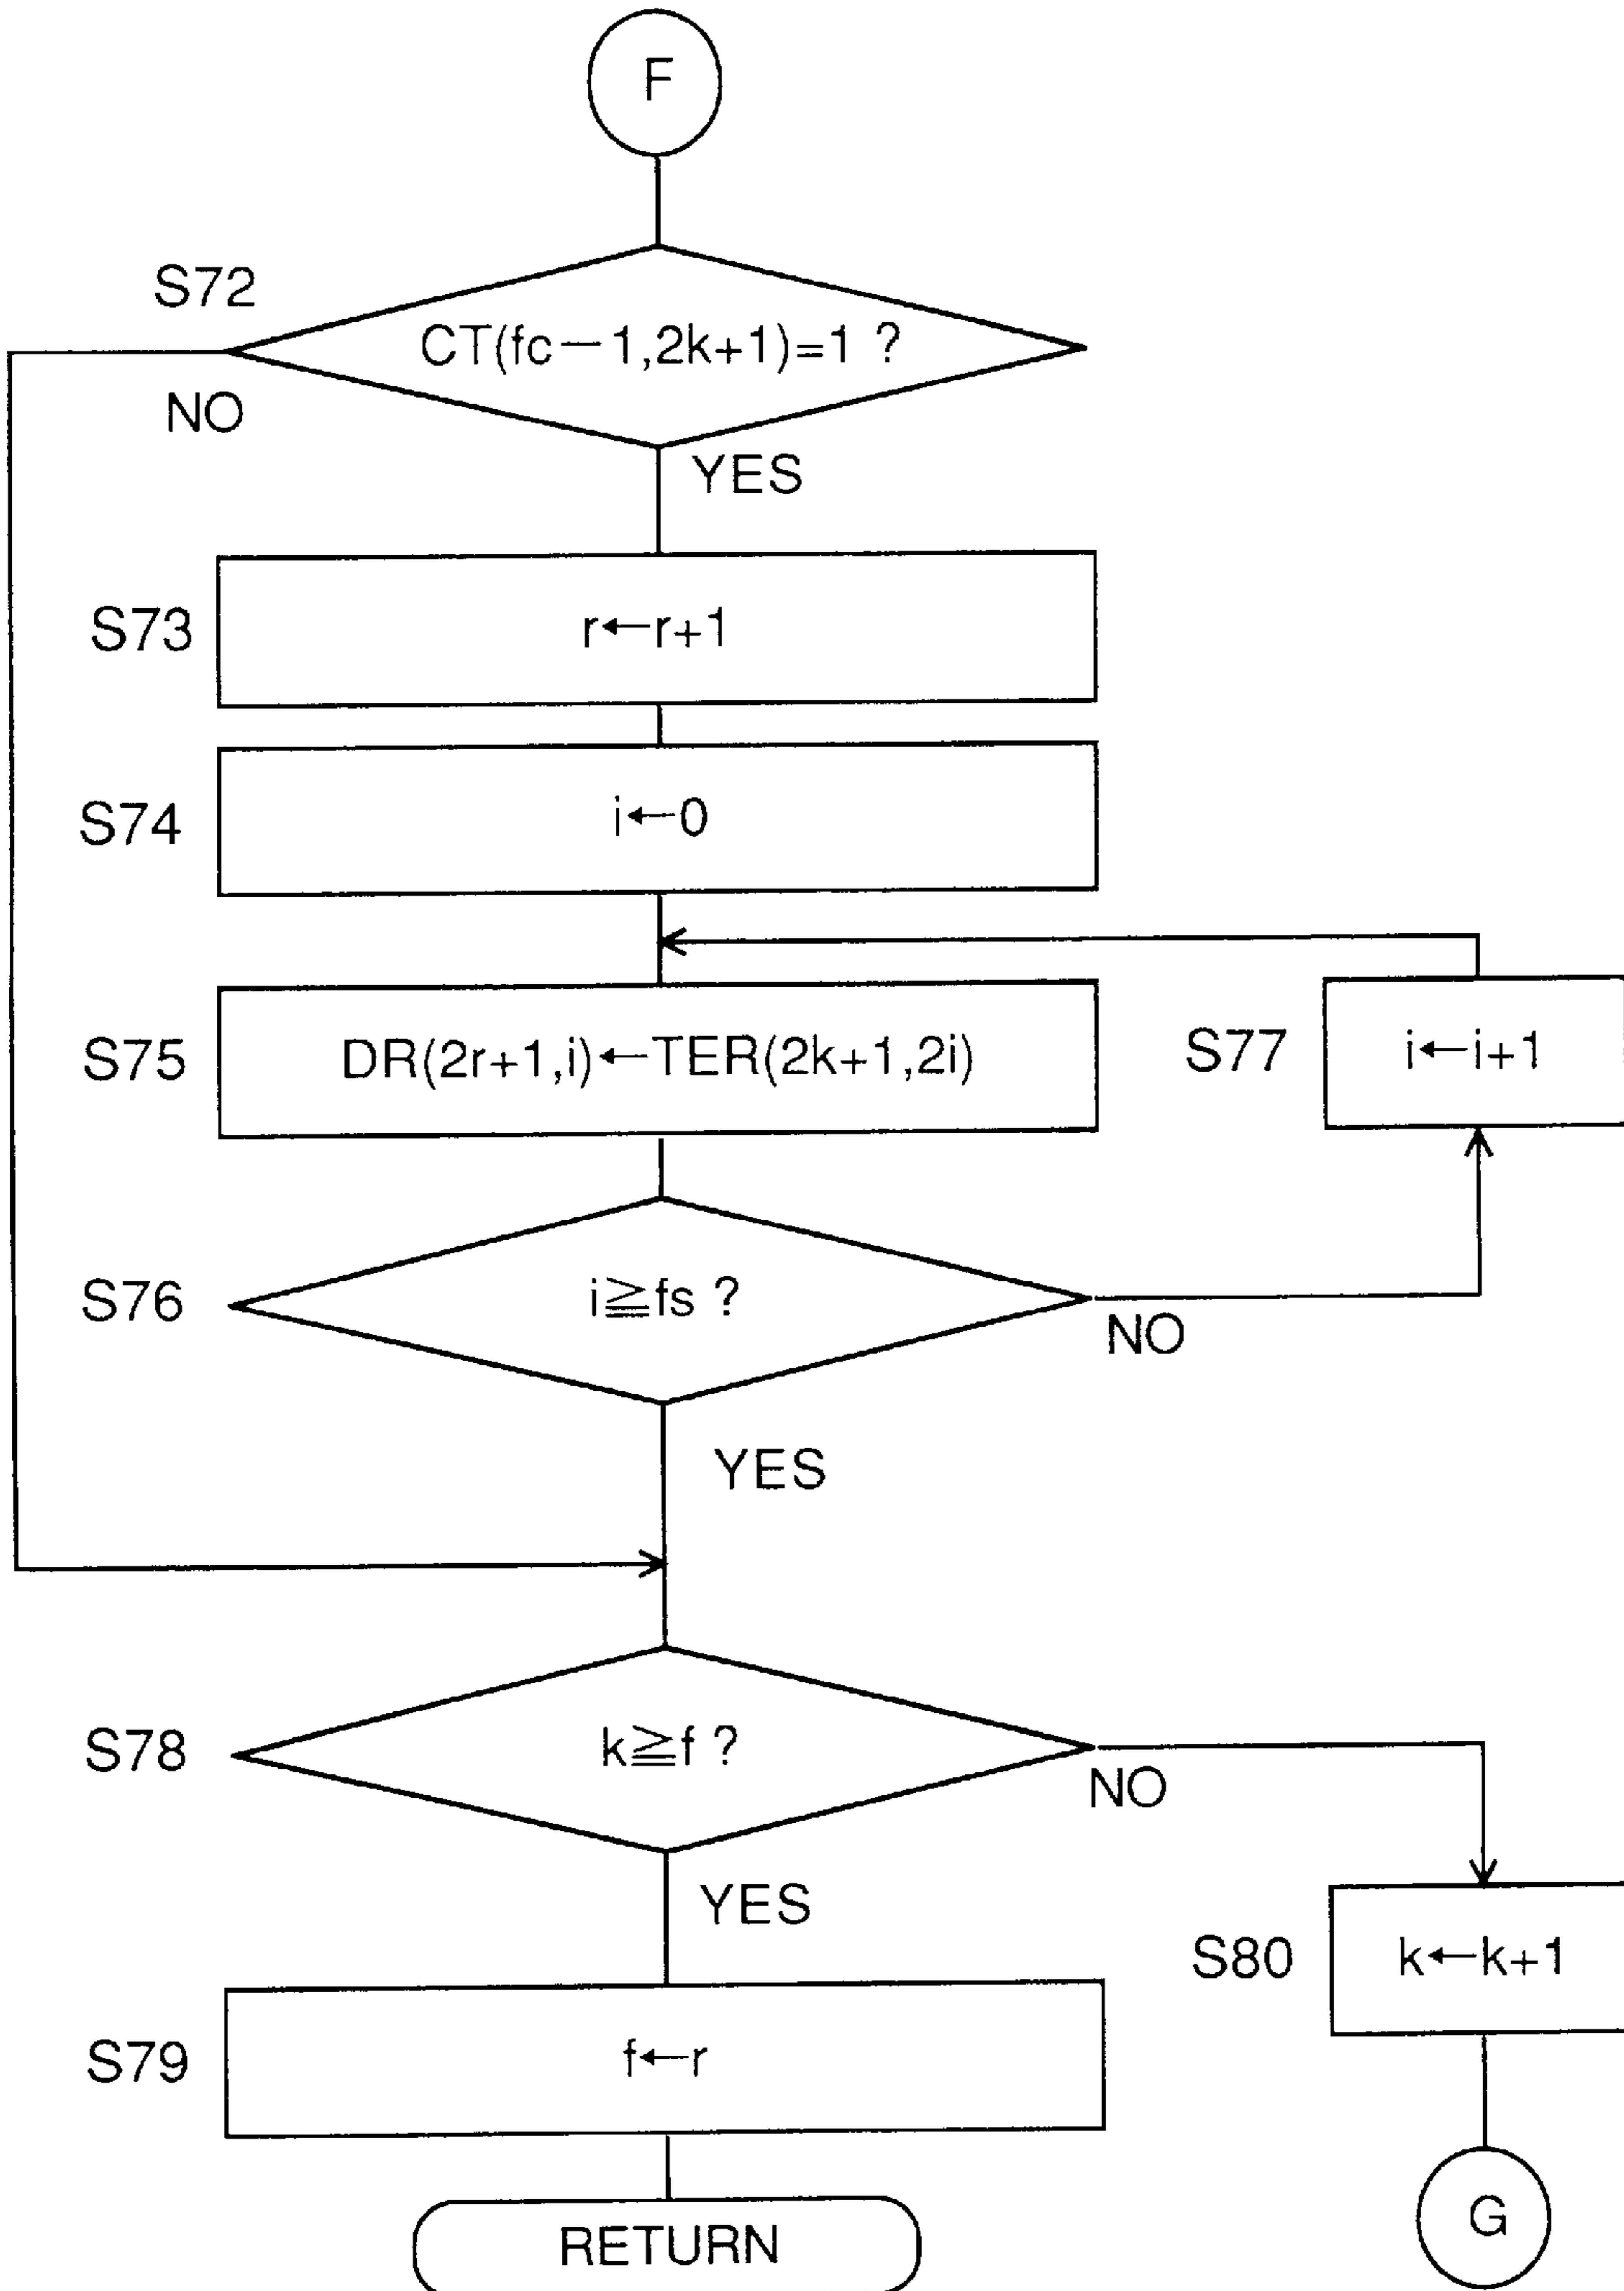 F
S72
CT(fc－1,2k+1)=1 ?
NO
YES
S73
r←r+1
S74
i←0
S75
DR(2r+1,i)←TER(2k+1,2i)
S77
i←i+1
S76
i≧fs ?
NO
YES
S78
k≧f ?
NO
YES
S80
k←k+1
S79
f←r
RETURN
G